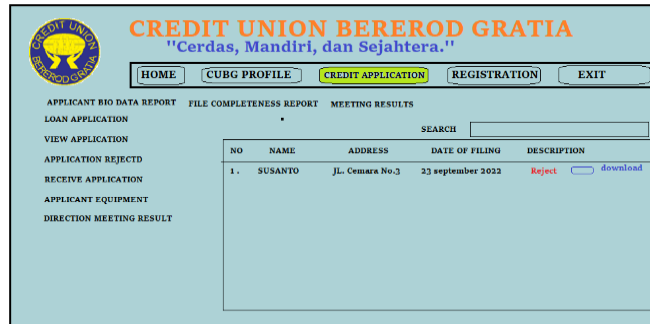 CREDIT UNION
BEREROD GRATIA
CREDIT UNION BEREROD GRATIA
"Cerdas, Mandiri, dan Sejahtera."
HOME CUBG PROFILE CREDIT APPLICATION REGISTRATION EXIT
APPLICANT BIO DATA REPORT FILE COMPLETENESS REPORT MEETING RESULTS
LOAN APPLICATION
VIEW APPLICATION
APPLICATION REJECTD
RECEIVE APPLICATION
APPLICANT EQUIPMENT
DIRECTION MEETING RESULT
SEARCH
NO NAME ADDRESS DATE OF FILING DESCRIPTION
1. SUSANTO JL. Cemara No.3 23 september 2022 Reject download